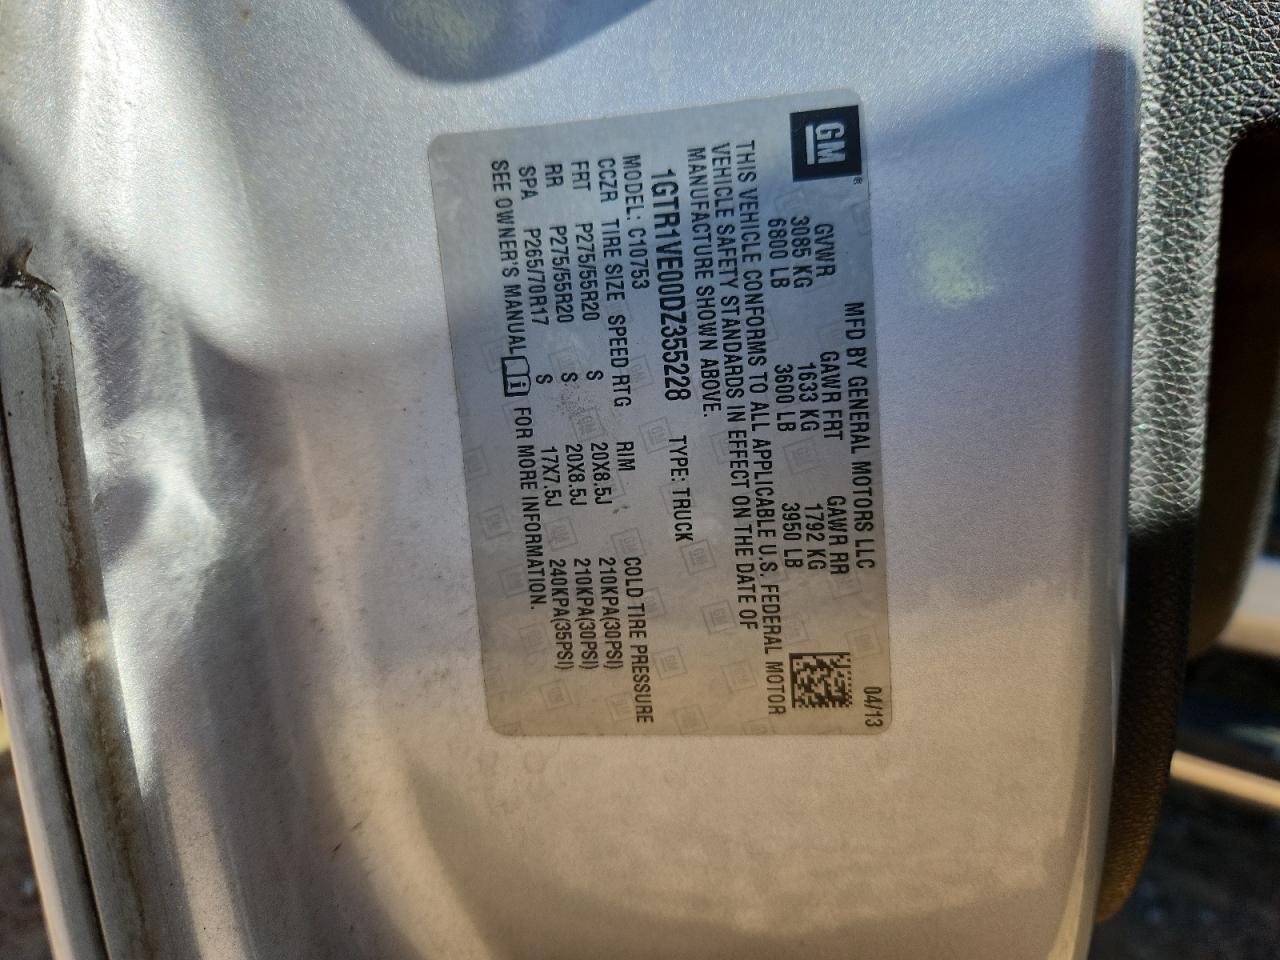 GM®
MFD BY GENERAL MOTORS LLC 04/13
GVWR GAWR FRT GAWR RR
3085 KG 1633 KG 1792 KG
6800 LB 3600 LB 3950 LB
THIS VEHICLE CONFORMS TO ALL APPLICABLE U.S. FEDERAL MOTOR
VEHICLE SAFETY STANDARDS IN EFFECT ON THE DATE OF
MANUFACTURE SHOWN ABOVE.
1GTR1VE00DZ355228 TYPE: TRUCK
MODEL: C10753
CCZR TIRE SIZE SPEED RTG RIM COLD TIRE PRESSURE
FRT P275/55R20 S 20X8.5J 210KPA(30PSI)
RR P275/55R20 S 20X8.5J 210KPA(30PSI)
SPA P265/70R17 S 17X7.5J 240KPA(35PSI)
SEE OWNER'S MANUAL FOR MORE INFORMATION.